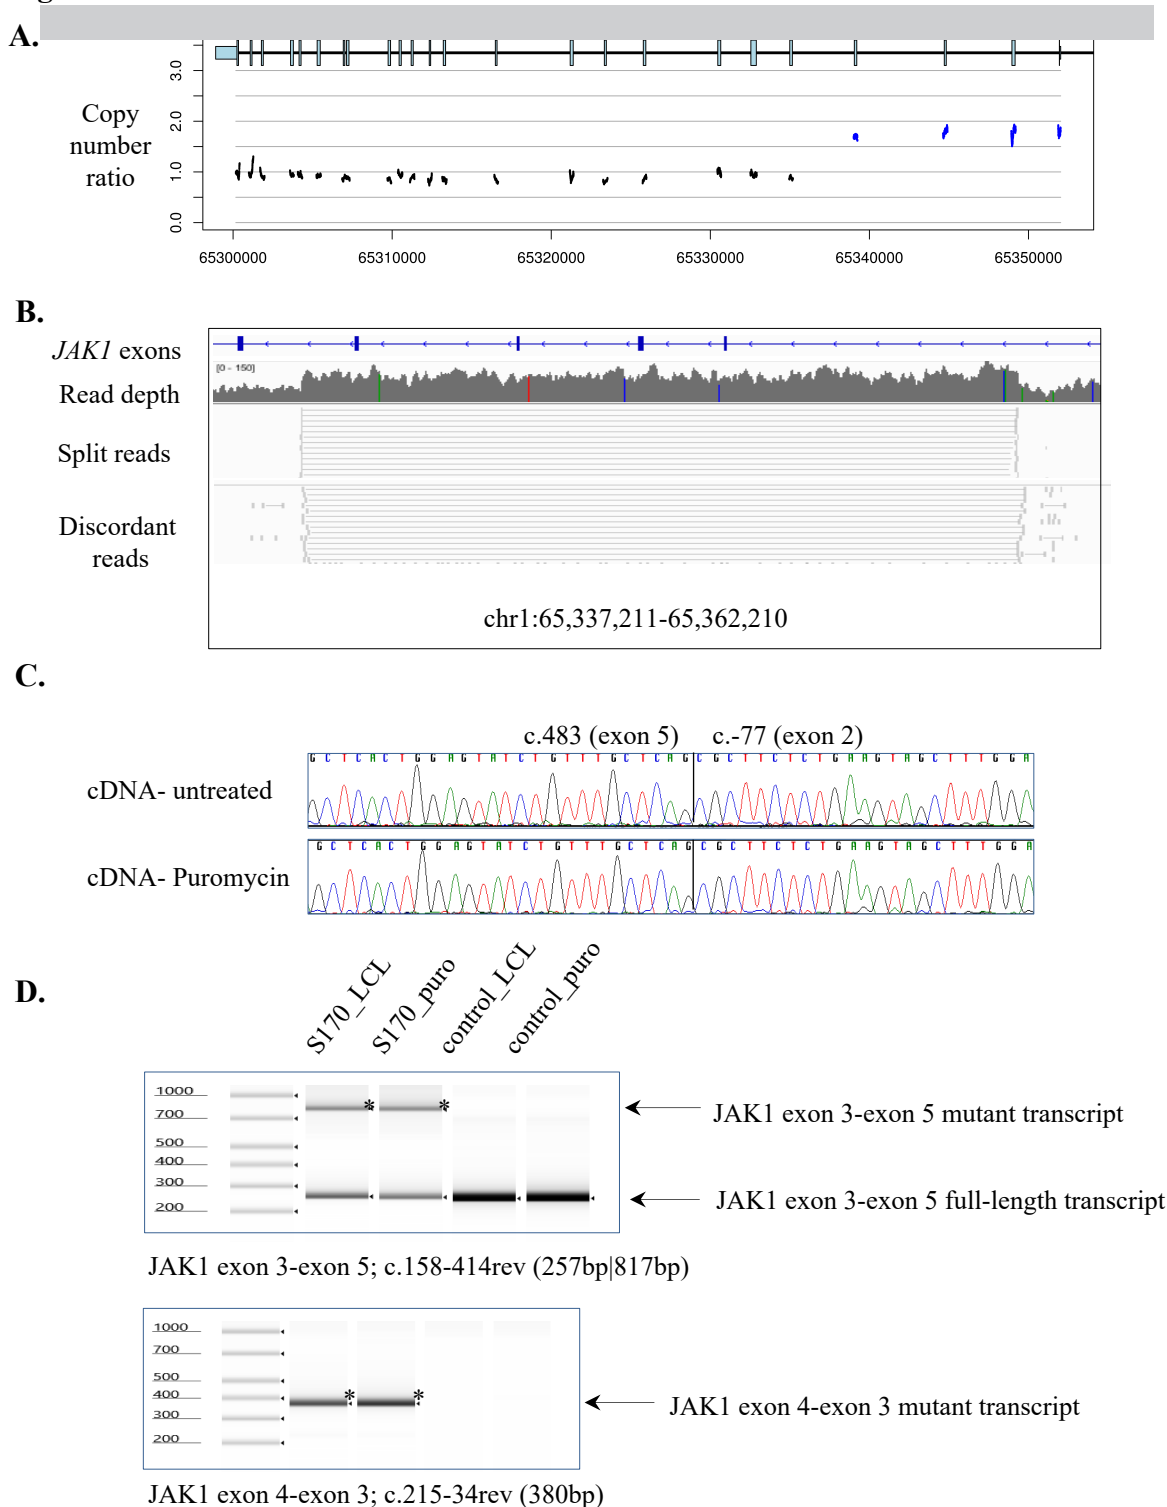 A.
3.0
2.0
1.0
0.0
Copy
number
ratio
65300000 65310000 65320000 65330000 65340000 65350000
B.
JAK1 exons
[0 - 150]
Read depth
Split reads
Discordant
reads
chr1:65,337,211-65,362,210
C.
c.483 (exon 5) c.-77 (exon 2)
G C T C A C T G G A G T A T C T G T T T G C T C A G C G C T T C T C T G A A G T A G C T T T G G A
cDNA- untreated
G C T C A C T G G A G T A T C T G T T T G C T C A G C G C T T C T C T G A A G T A G C T T T G G A
cDNA- Puromycin
D.
S170_LCL S170_puro control_LCL control_puro
1000
700
500
400
300
200
* *
JAK1 exon 3-exon 5 mutant transcript
JAK1 exon 3-exon 5 full-length transcript
JAK1 exon 3-exon 5; c.158-414rev (257bp|817bp)
1000
700
500
400
300
200
* *
JAK1 exon 4-exon 3 mutant transcript
JAK1 exon 4-exon 3; c.215-34rev (380bp)